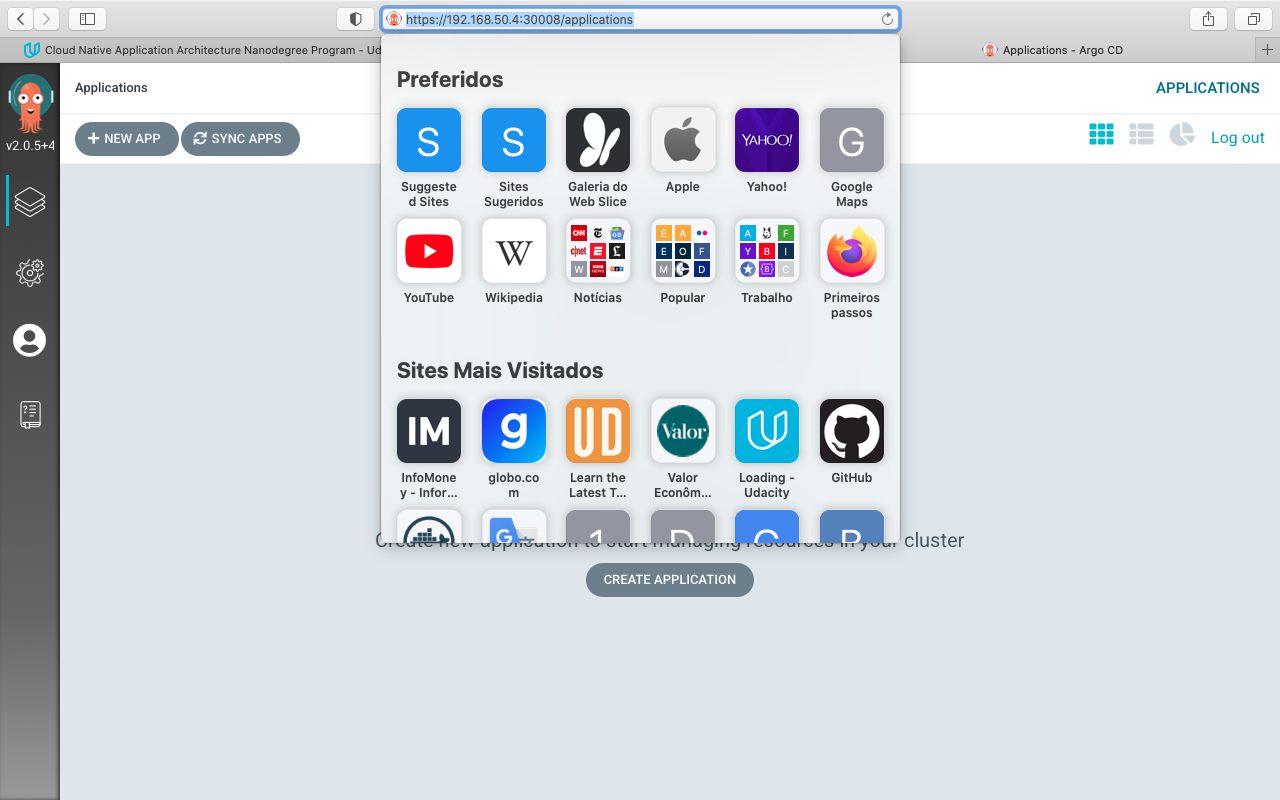 https://192.168.50.4:30008/applications
Cloud Native Application Architecture Nanodegree Program - Ud
Applications - Argo CD
v2.0.5+4
Applications
APPLICATIONS
NEW APP
SYNC APPS
Log out
Preferidos
S
S
YAHOO!
G
Suggeste
d Sites
Sites
Sugeridos
Galeria do
Web Slice
Apple
Yahoo!
Google
Maps
W
YouTube
Wikipedia
Notícias
Popular
Trabalho
Primeiros
passos
Sites Mais Visitados
IM
g
UD
Valor
InfoMone
y - Infor...
globo.co
m
Learn the
Latest T...
Valor
Econôm...
Loading -
Udacity
GitHub
Create new application to start managing resources in your cluster
CREATE APPLICATION